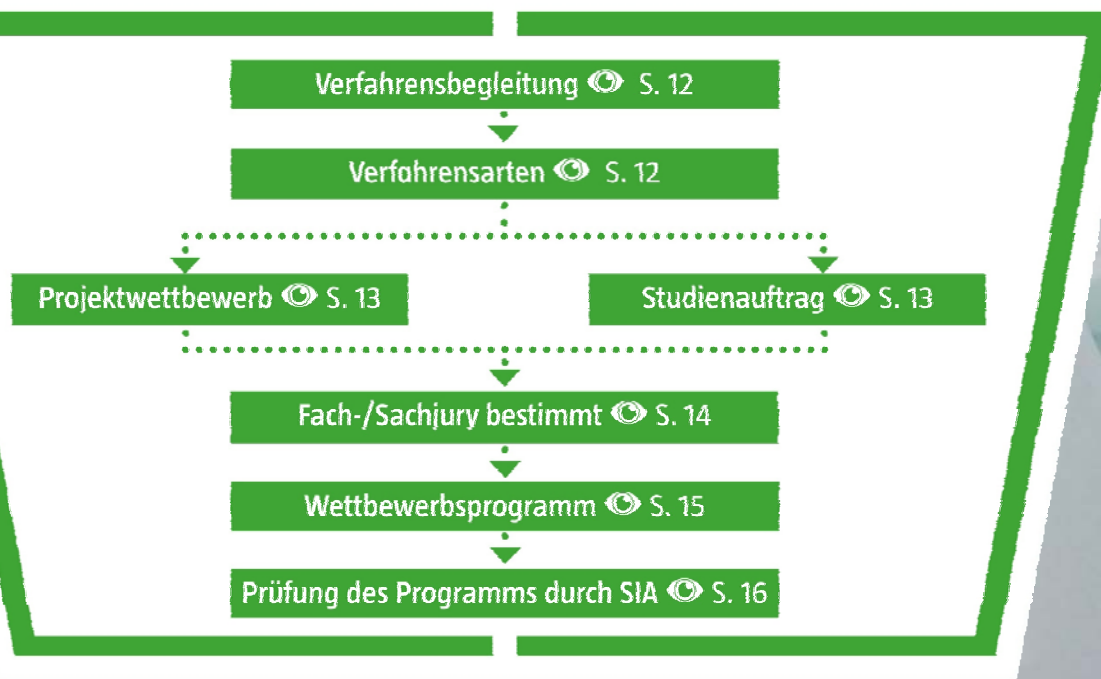 Verfahrensbegleitung S. 12
Verfahrensarten S. 12
Projektwettbewerb S. 13
Studienauftrag S. 13
Fach-/Sachjury bestimmt S. 14
Wettbewerbsprogramm S. 15
Prüfung des Programms durch SIA S. 16